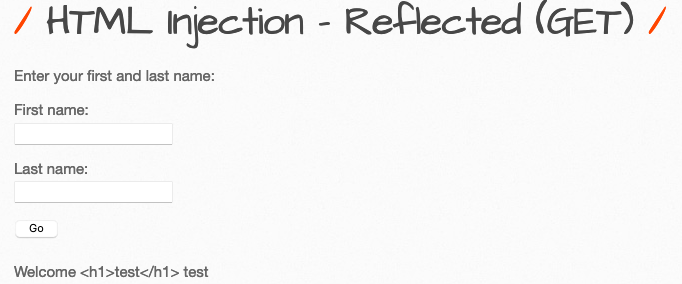 / HTML Injection - Reflected (GET) /
Enter your first and last name:
First name:
Last name:
Go
Welcome <h1>test</h1> test